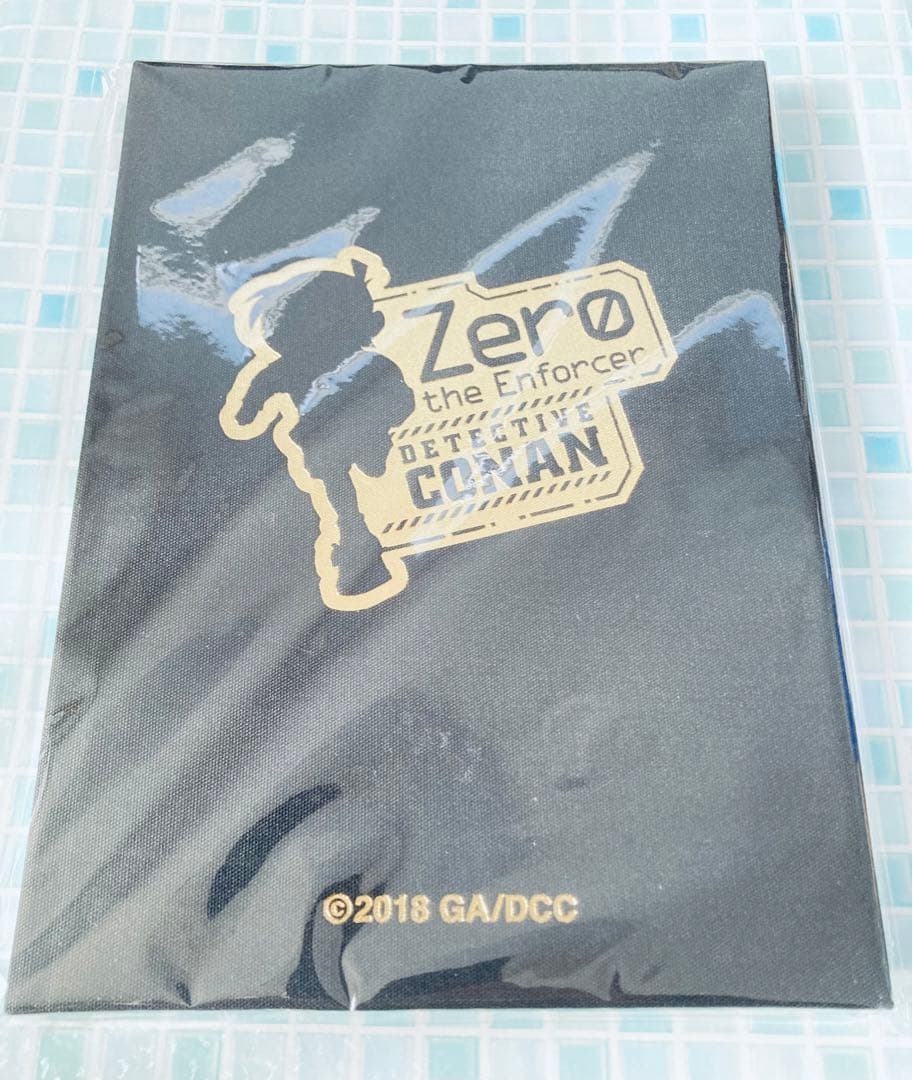 Zerø
the Enforcer
DETECTIVE
CONAN
©2018 GA/DCC